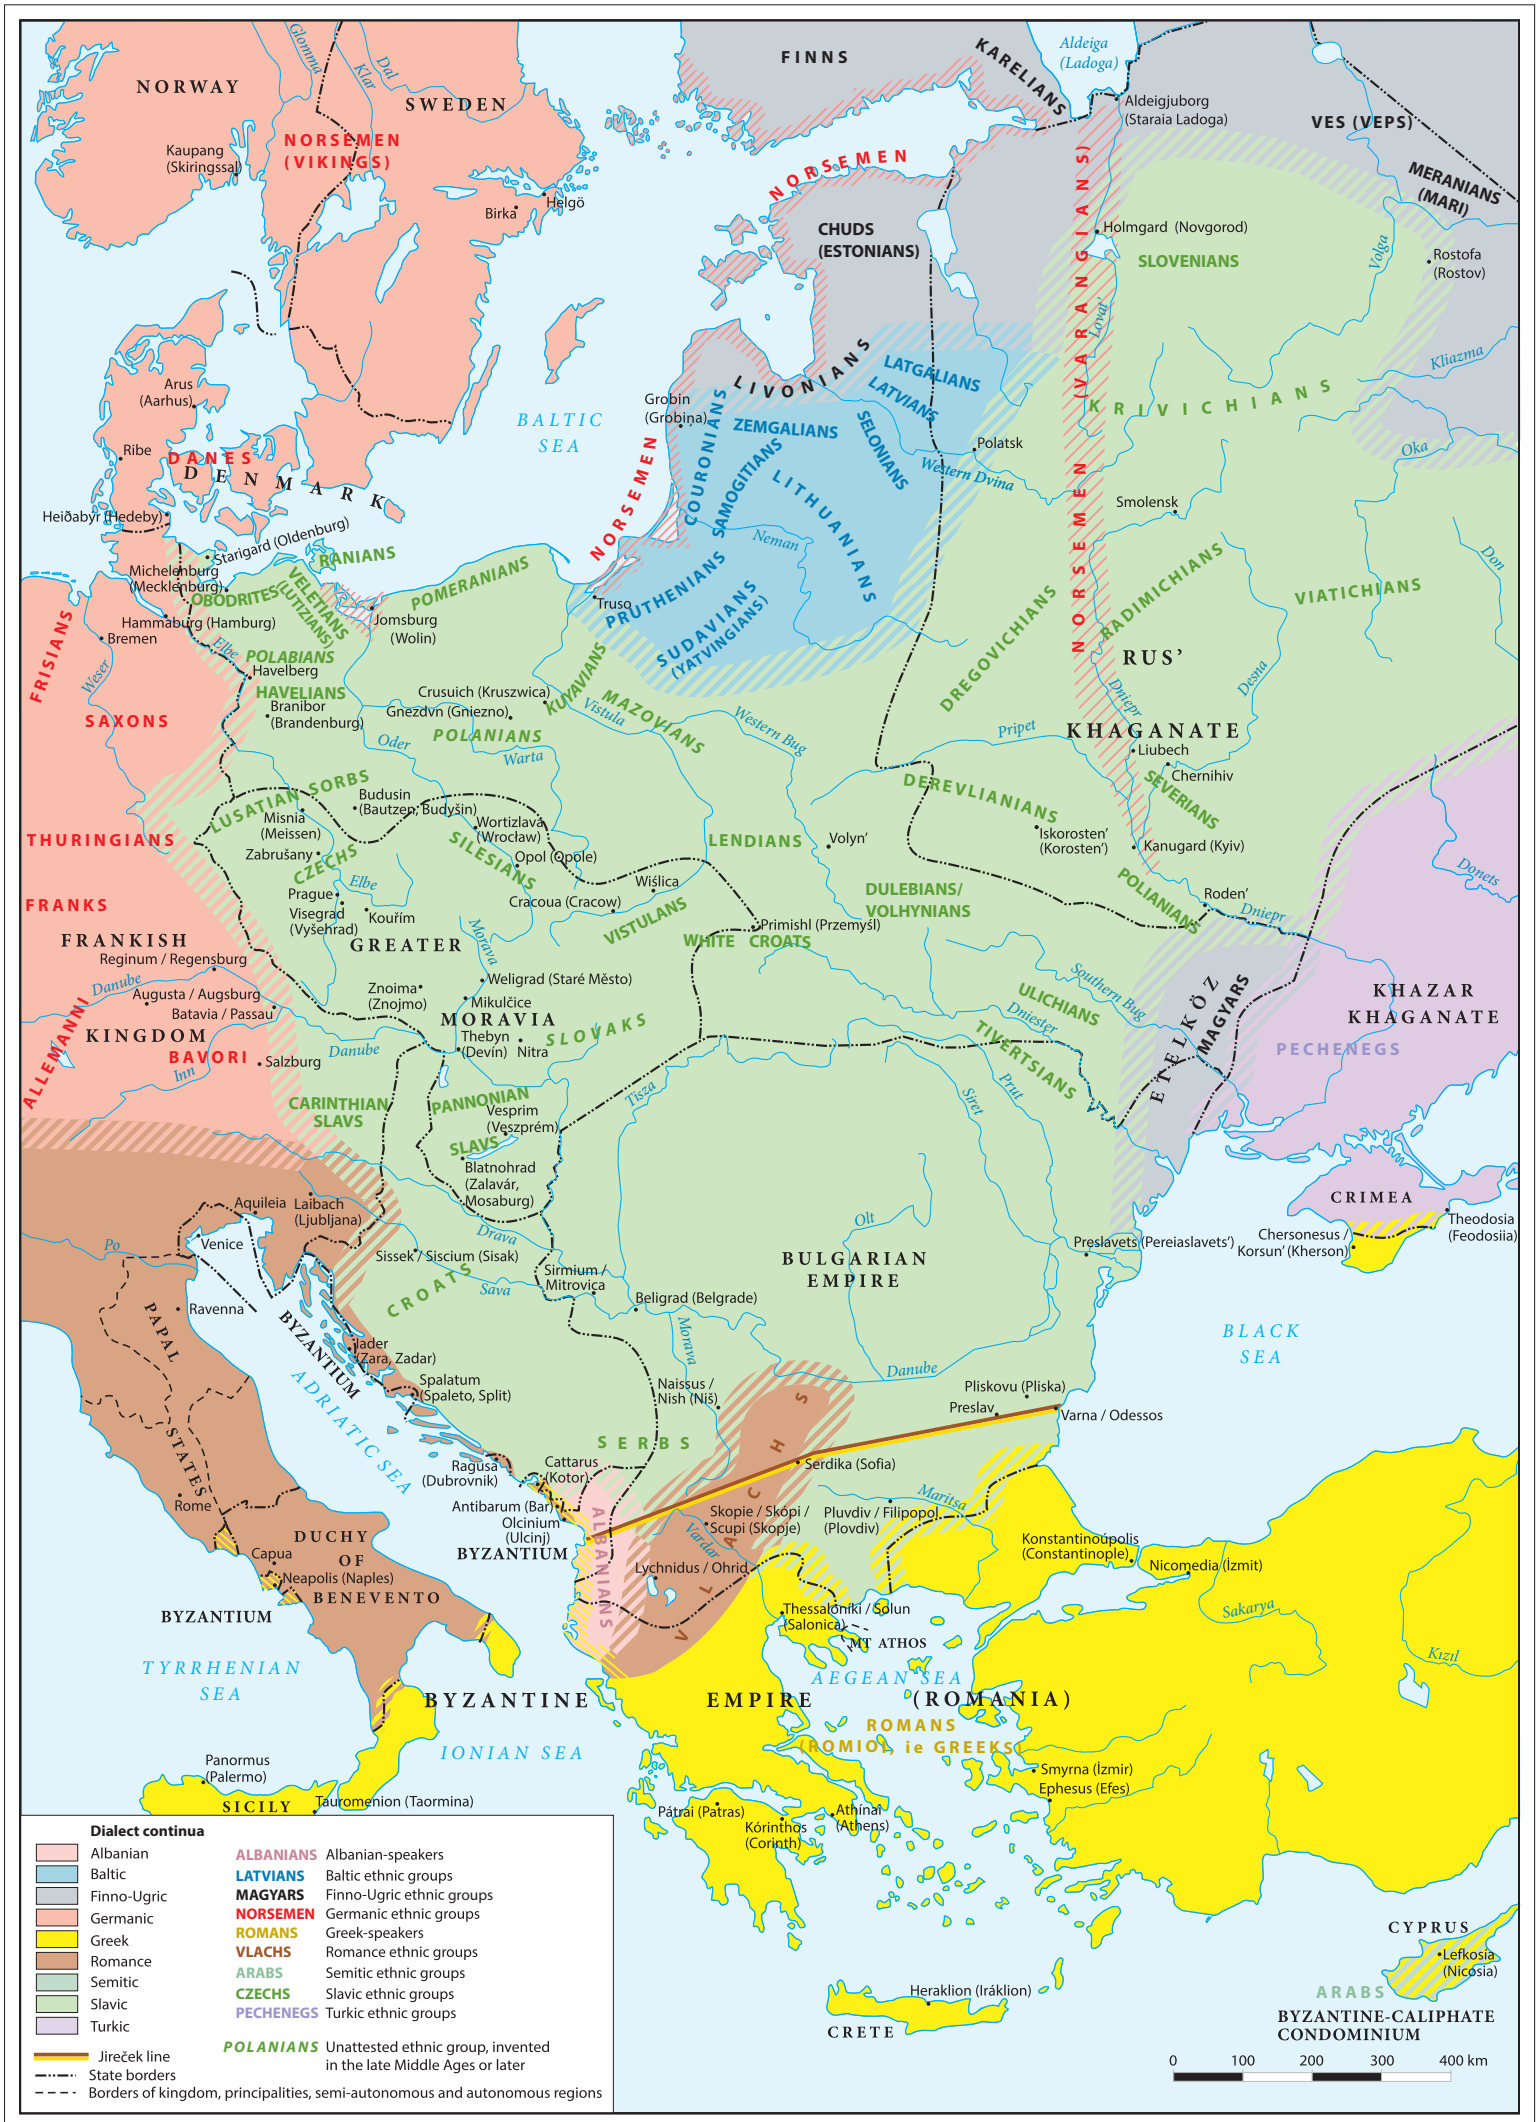 Glomma
Klar
Dal
NORWAY
SWEDEN
FINNS
KARELIANS
Aldeiga
(Ladoga)
Aldeigjuborg
(Staraia Ladoga)
VES (VEPS)
MERANIANS
(MARI)
NORSEMEN
(VIKINGS)
Kaupang
(Skiringssal)
Birka
Helgö
NORSEMEN
CHUDS
(ESTONIANS)
NORSEMEN (VARANGIANS)
Holmgard (Novgorod)
SLOVENIANS
Volga
Rostofa
(Rostov)
Lovat'
Kliazma
Arus
(Aarhus)
Ribe
DANES
DENMARK
BALTIC
SEA
Grobin
(Grobiņa)
LIVONIANS
LATGALIANS
LATVIANS
COURONIANS
ZEMGALIANS
SAMOGITIANS
SELONIANS
LITHUANIANS
KRIVICHIANS
Polatsk
Western Dvina
Oka
Smolensk
Don
NORSEMEN
Neman
Heiðabýr (Hedeby)
Starigard (Oldenburg)
RANIANS
Michelenburg
(Mecklenburg)
OBODRITES
VELETIANS
(LUTIZIANS)
POMERANIANS
Jomsburg
(Wolin)
Truso
PRUTHENIANS
SUDAVIANS
(YATVINGIANS)
DREGOVICHIANS
RADIMICHIANS
VIATICHIANS
RUS’
KHAGANATE
Desna
Dniepr
Hammaburg (Hamburg)
Bremen
FRISIANS
Weser
Elbe
POLABIANS
Havelberg
HAVELIANS
Branibor
(Brandenburg)
SAXONS
Crusuich (Kruszwica)
Gnezdvn (Gniezno)
KUYAVIANS
MAZOVIANS
POLANIANS
Vistula
Western Bug
Oder
Warta
Pripet
Liubech
Chernihiv
SEVERIANS
DEREVLIANIANS
LUSATIAN SORBS
Budusin
(Bautzen, Budyšin)
Misnia
(Meissen)
Wortizlava
(Wrocław)
SILESIANS
Opol (Opole)
THURINGIANS
Zabrušany
CZECHS
LENDIANS
Volyn’
Iskorosten’
(Korosten’)
Kanugard (Kyiv)
Donets
Prague
Elbe
Visegrad
(Vyšehrad)
Kouřim
Wiślica
Cracoua (Cracow)
VISTULANS
DULEBIANS/
VOLHYNIANS
POLIANIANS
Roden’
Dniepr
FRANKS
FRANKISH
Reginum / Regensburg
GREATER
Morava
Primishl (Przemyśl)
WHITE CROATS
Danube
Augusta / Augsburg
Batavia / Passau
Znoima
(Znojmo)
Weligrad (Staré Město)
Mikulčice
MORAVIA
SLOVAKS
Southern Bug
ULICHIANS
Dniester
TIVERTSIANS
ETELKÖZ
MAGYARS
KHAZAR
KHAGANATE
PECHENEGS
KINGDOM
ALLEMANNI
BAVORI
Salzburg
Danube
Thebyn
(Devín)
Nitra
Inn
CARINTHIAN
SLAVS
PANNONIAN
SLAVS
Vesprim
(Veszprém)
Tisza
Siret
Prut
Blatnohrad
(Zalavár,
Mosaburg)
Aquileia
Laibach
(Ljubljana)
Venice
Po
Drava
Sissek / Siscium (Sisak)
Olt
BULGARIAN
EMPIRE
Preslavets (Pereiaslavets’)
CRIMEA
Theodosia
(Feodosiia)
Chersonesus /
Korsun’ (Kherson)
PAPAL
STATES
Ravenna
CROATS
Sava
Sirmium /
Mitrovica
Beligrad (Belgrade)
BYZANTIUM
ADRIATIC SEA
Jader
(Zara, Zadar)
Spalatum
(Spaleto, Split)
Morava
Naissus /
Nish (Niš)
Danube
BLACK
SEA
Pliskovu (Pliska)
Preslav
Varna / Odessos
SERBS
Cattarus
(Kotor)
Ragusa
(Dubrovnik)
Serdika (Sofia)
VLACHS
Rome
Antibarum (Bar)
Olcinium
(Ulcinj)
BYZANTIUM
ALBANIANS
Skopie / Skópi /
Scupi (Skopje)
Vardar
Pluvdiv / Filipopol
(Plovdiv)
Maritsa
Konstantinoúpolis
(Constantinople)
Nicomedia (İzmit)
DUCHY
OF
BENEVENTO
Capua
Neapolis (Naples)
BYZANTIUM
Lychnidus / Ohrid
Thessaloníki / Solun
(Salonica)
MT ATHOS
Sakarya
Kızıl
TYRRHENIAN
SEA
BYZANTINE EMPIRE (ROMANIA)
AEGEAN SEA
ROMANS
(ROMIOI, ie GREEKS)
IONIAN SEA
Panormus
(Palermo)
SICILY
Tauromenion (Taormina)
Smyrna (İzmir)
Ephesus (Efes)
Pátrai (Patras)
Kórinthos
(Corinth)
Athínai
(Athens)
CYPRUS
Lefkosía
(Nicosia)
ARABS
BYZANTINE-CALIPHATE
CONDOMINIUM
Heraklion (Iráklion)
CRETE
0 100 200 300 400 km
Dialect continua
Albanian
Baltic
Finno-Ugric
Germanic
Greek
Romance
Semitic
Slavic
Turkic
Jireček line
State borders
Borders of kingdom, principalities, semi-autonomous and autonomous regions
ALBANIANS Albanian-speakers
LATVIANS Baltic ethnic groups
MAGYARS Finno-Ugric ethnic groups
NORSEMEN Germanic ethnic groups
ROMANS Greek-speakers
VLACHS Romance ethnic groups
ARABS Semitic ethnic groups
CZECHS Slavic ethnic groups
PECHENEGS Turkic ethnic groups
POLANIANS Unattested ethnic group, invented
in the late Middle Ages or later